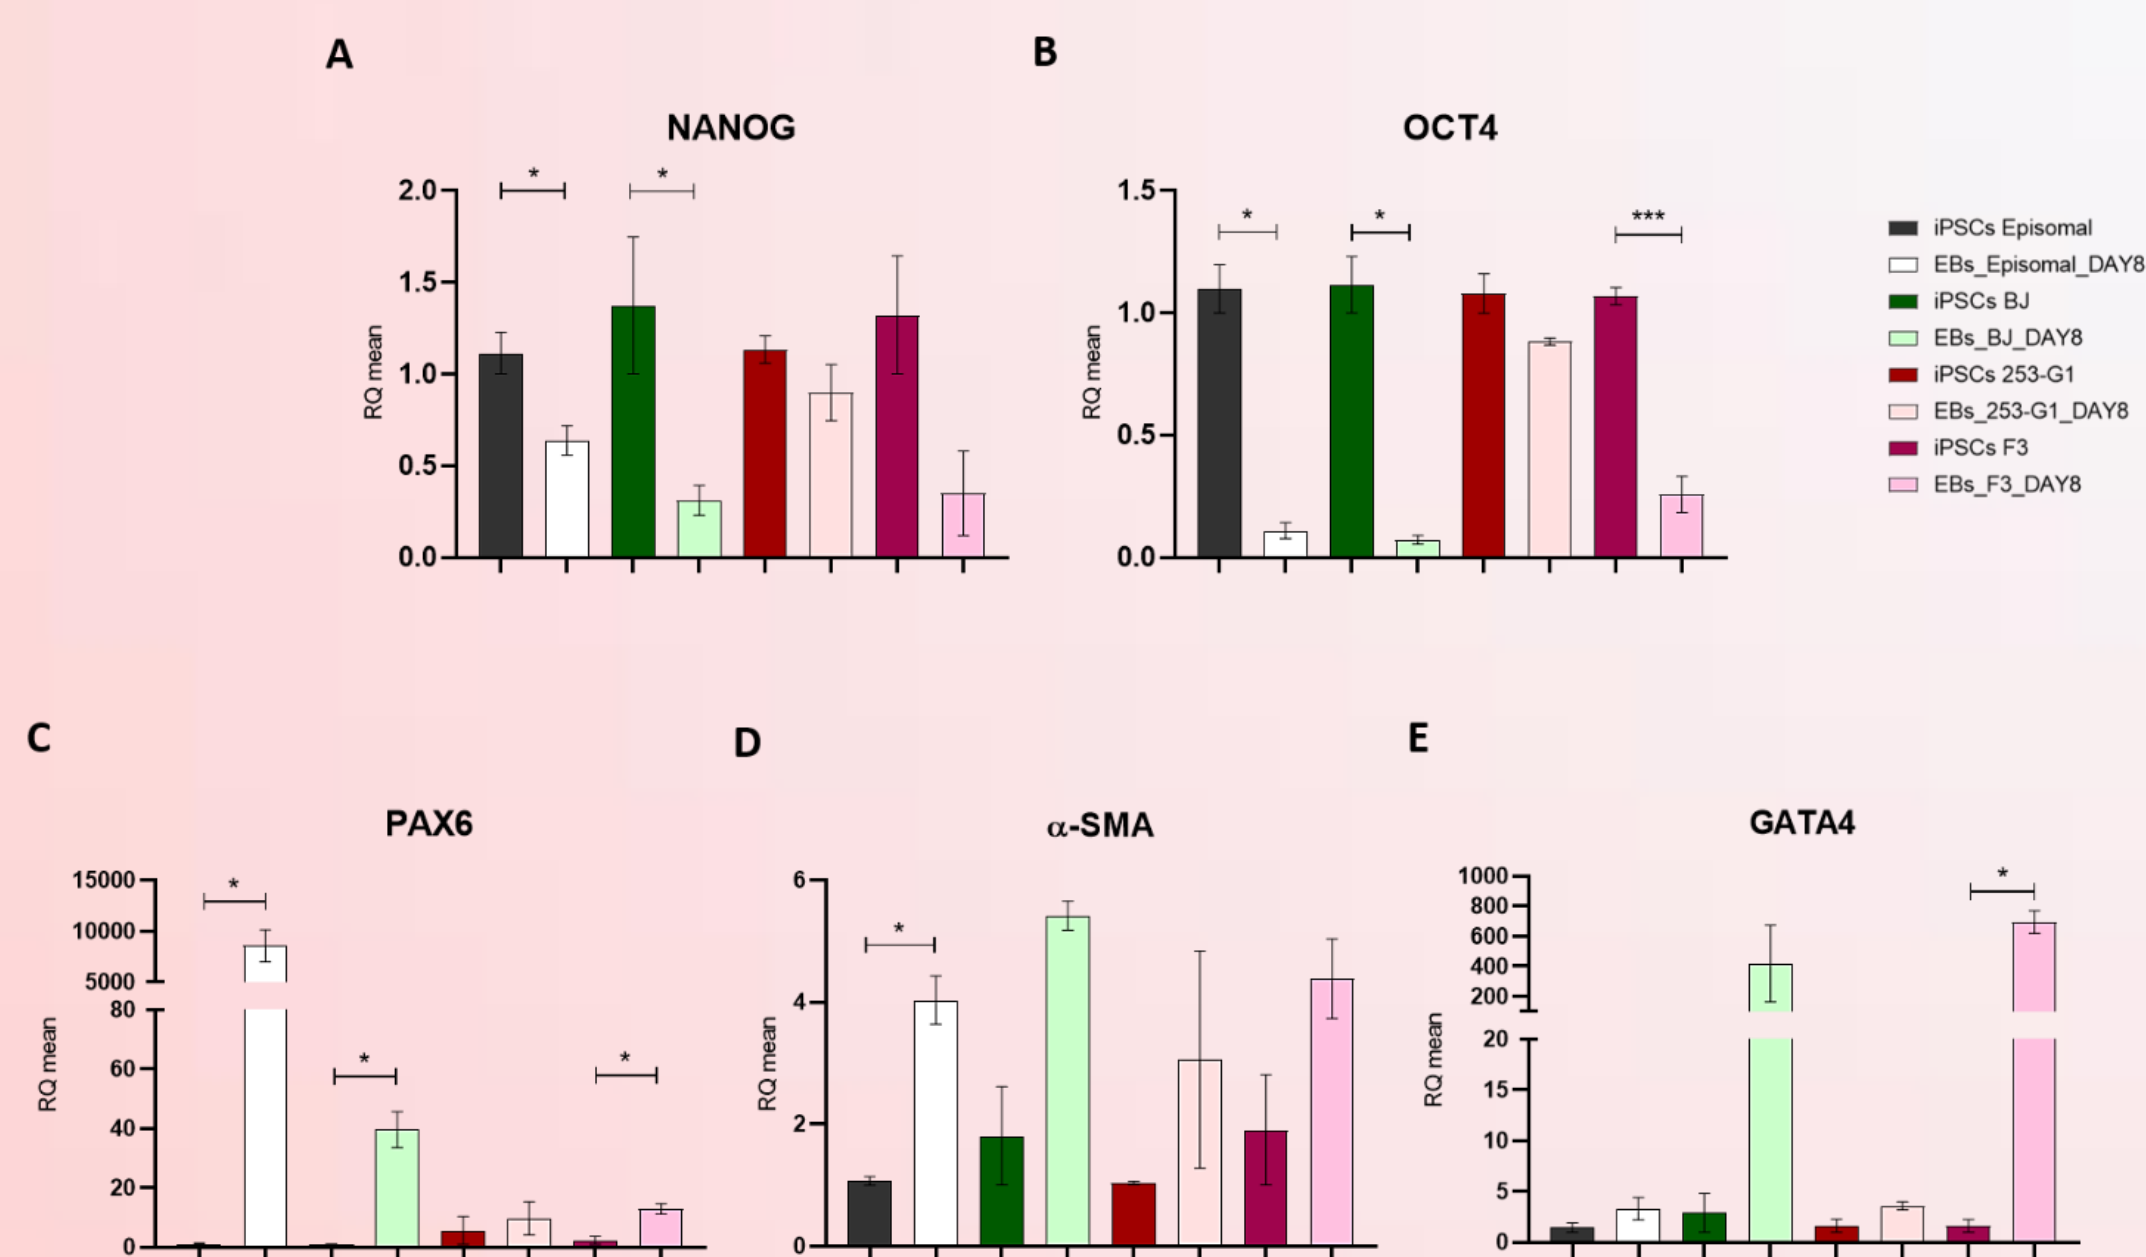 A
NANOG
* *
2.0
1.5
1.0
0.5
0.0
RQ mean
B
OCT4
* * ***
1.5
1.0
0.5
0.0
RQ mean
iPSCs Episomal
EBs_Episomal_DAY8
iPSCs BJ
EBs_BJ_DAY8
iPSCs 253-G1
EBs_253-G1_DAY8
iPSCs F3
EBs_F3_DAY8
C
PAX6
*
15000
10000
5000
80
60
40
20
0
* *
RQ mean
D
α-SMA
*
6
4
2
0
RQ mean
E
GATA4
*
1000
800
600
400
200
20
15
10
5
0
RQ mean